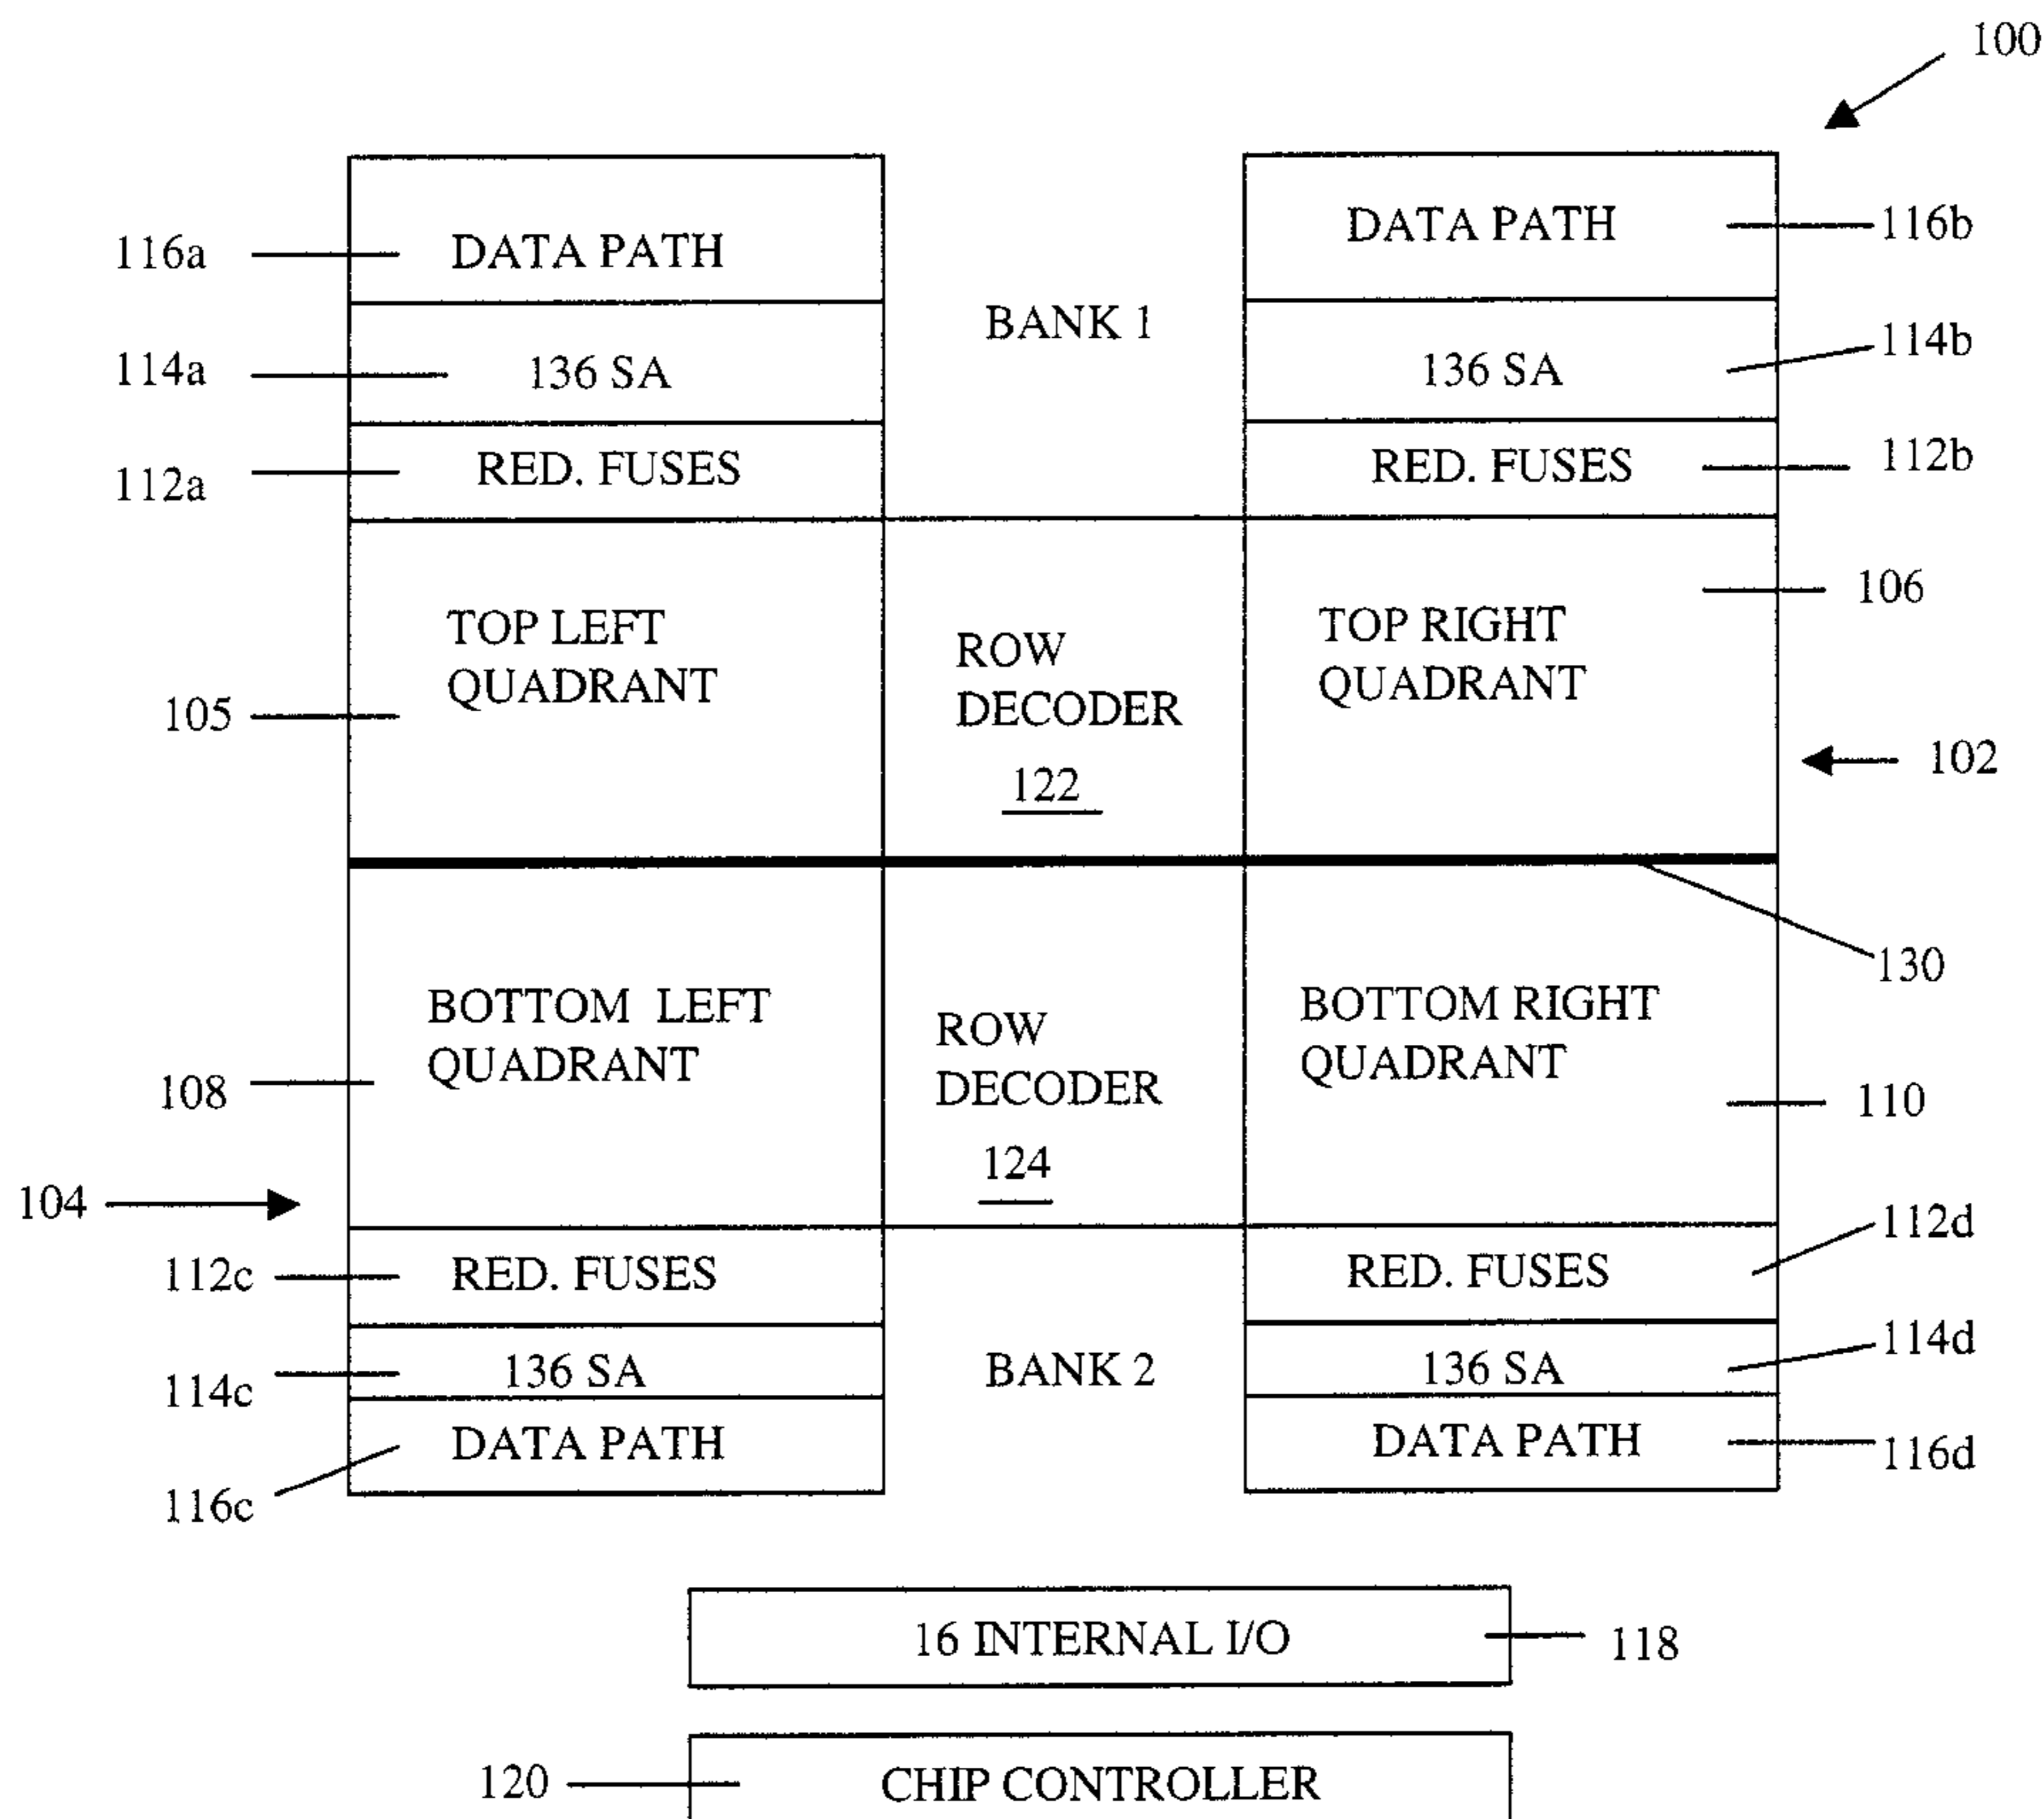 100
DATA PATH
DATA PATH
116a
116b
BANK 1
114a
136 SA
136 SA
114b
112a
RED. FUSES
RED. FUSES
112b
TOP LEFT
QUADRANT
ROW
DECODER
122
TOP RIGHT
QUADRANT
106
105
102
130
BOTTOM LEFT
QUADRANT
ROW
DECODER
124
BOTTOM RIGHT
QUADRANT
108
110
104
112c
RED. FUSES
RED. FUSES
112d
114c
136 SA
BANK 2
136 SA
114d
116c
DATA PATH
DATA PATH
116d
16 INTERNAL I/O
118
120
CHIP CONTROLLER